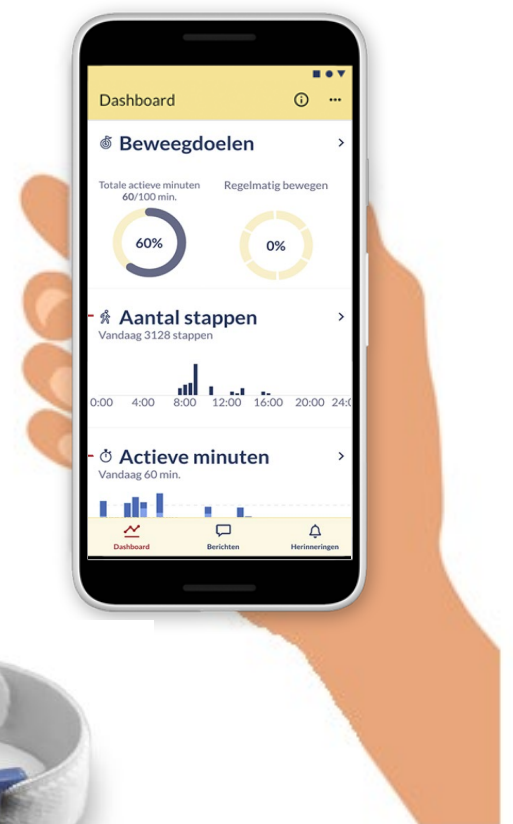 Dashboard
Beweegdoelen
Totale actieve minuten
60/100 min.
Regelmatig bewegen
60%
0%
Aantal stappen
Vandaag 3128 stappen
0:00 4:00 8:00 12:00 16:00 20:00 24:0
Actieve minuten
Vandaag 60 min.
Dashboard Berichten Herinneringen